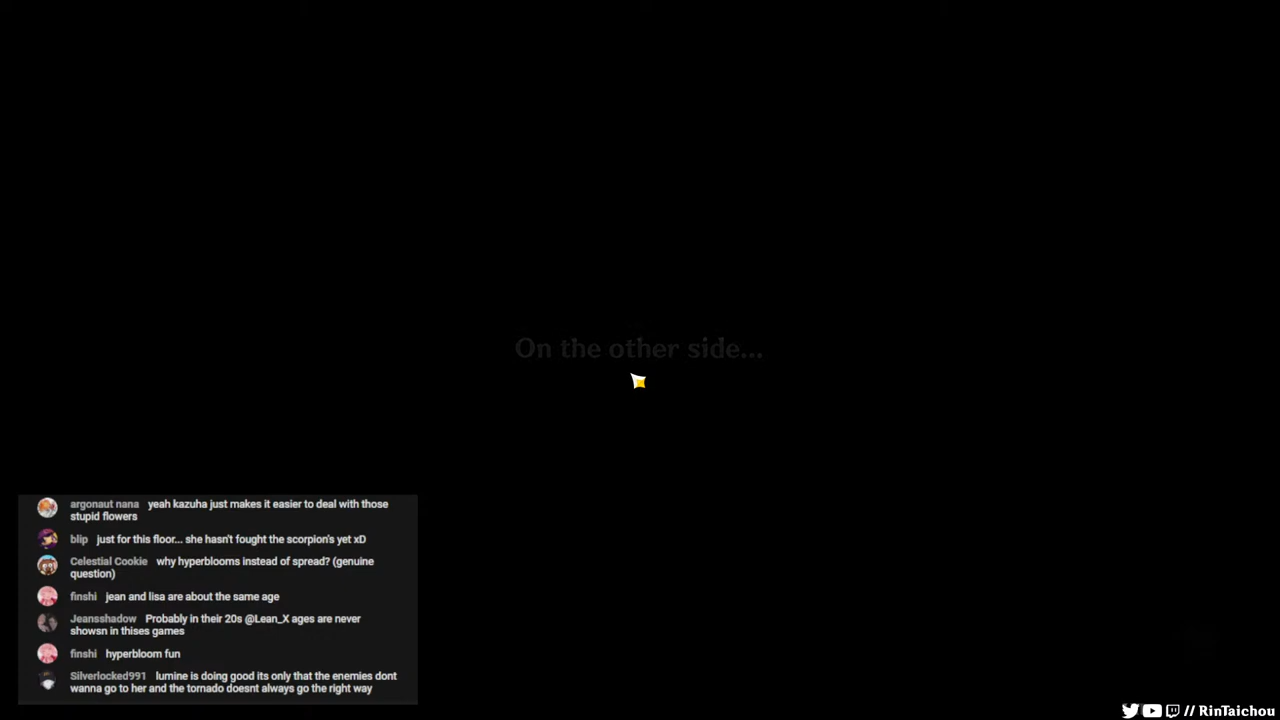 On the other side...
argonaut nana yeah kazuha just makes it easier to deal with those
stupid flowers
blip just for this floor... she hasn't fought the scorpion's yet xD
Celestial Cookie why hyperblooms instead of spread? (genuine
question)
finshi jean and lisa are about the same age
Jeansshadow Probably in their 20s @Lean_X ages are never
showsn in thises games
finshi hyperbloom fun
Silverlocked991 lumine is doing good its only that the enemies dont
wanna go to her and the tornado doesnt always go the right way
// RinTaichou